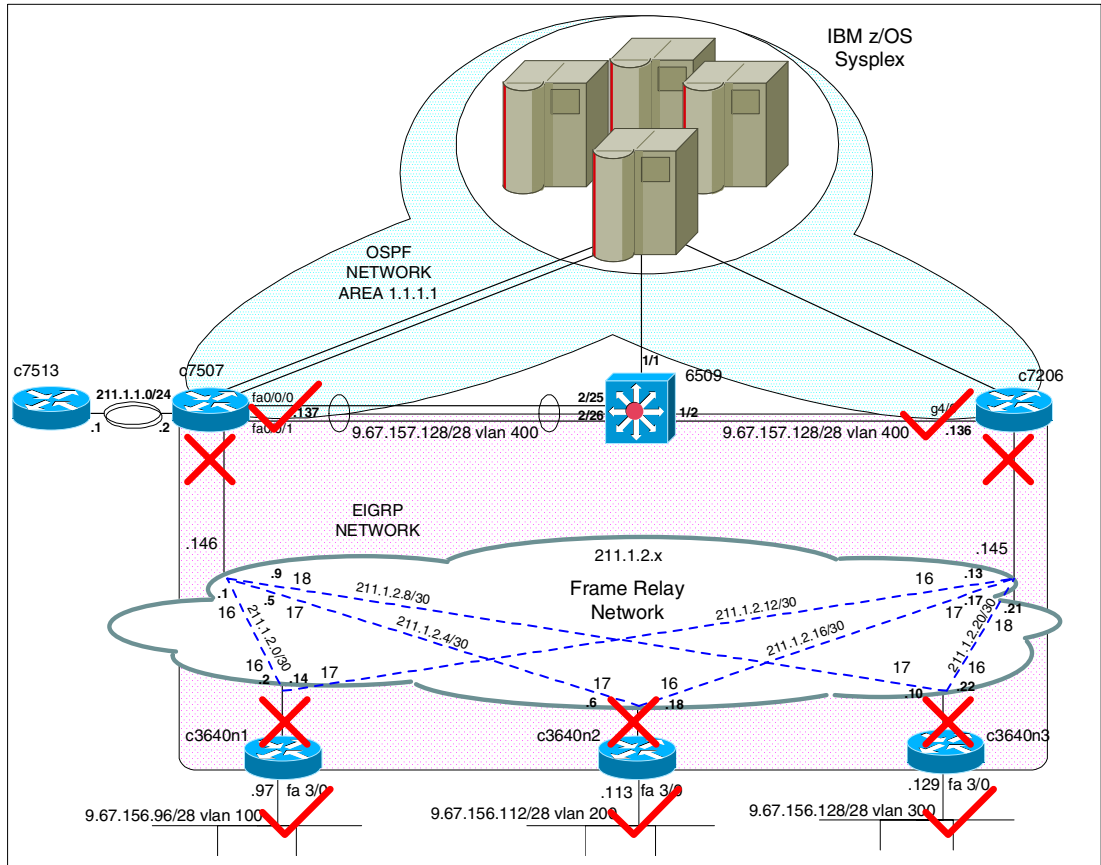 IBM z/OS
Sysplex
OSPF
NETWORK
AREA 1.1.1.1
1/1
c7513
c7507
6509
c7206
211.1.1.0/24
.1
.2
fa0/0/0
.137
fa0/0/1
2/25
2/26
1/2
g4/
.136
9.67.157.128/28 vlan 400
9.67.157.128/28 vlan 400
EIGRP
NETWORK
.146
.145
211.1.2.x
Frame Relay
Network
.9
18
.1
.5
16
17
16
.13
17
.17
.21
18
211.1.2.8/30
211.1.2.12/30
211.1.2.0/30
211.1.2.4/30
211.1.2.16/30
211.1.2.20/30
16
.2
.14
17
17
16
.6
.18
17
16
.10
.22
c3640n1
c3640n2
c3640n3
.97
fa 3/0
.113
fa 3/0
.129
fa 3/0
9.67.156.96/28 vlan 100
9.67.156.112/28 vlan 200
9.67.156.128/28 vlan 300